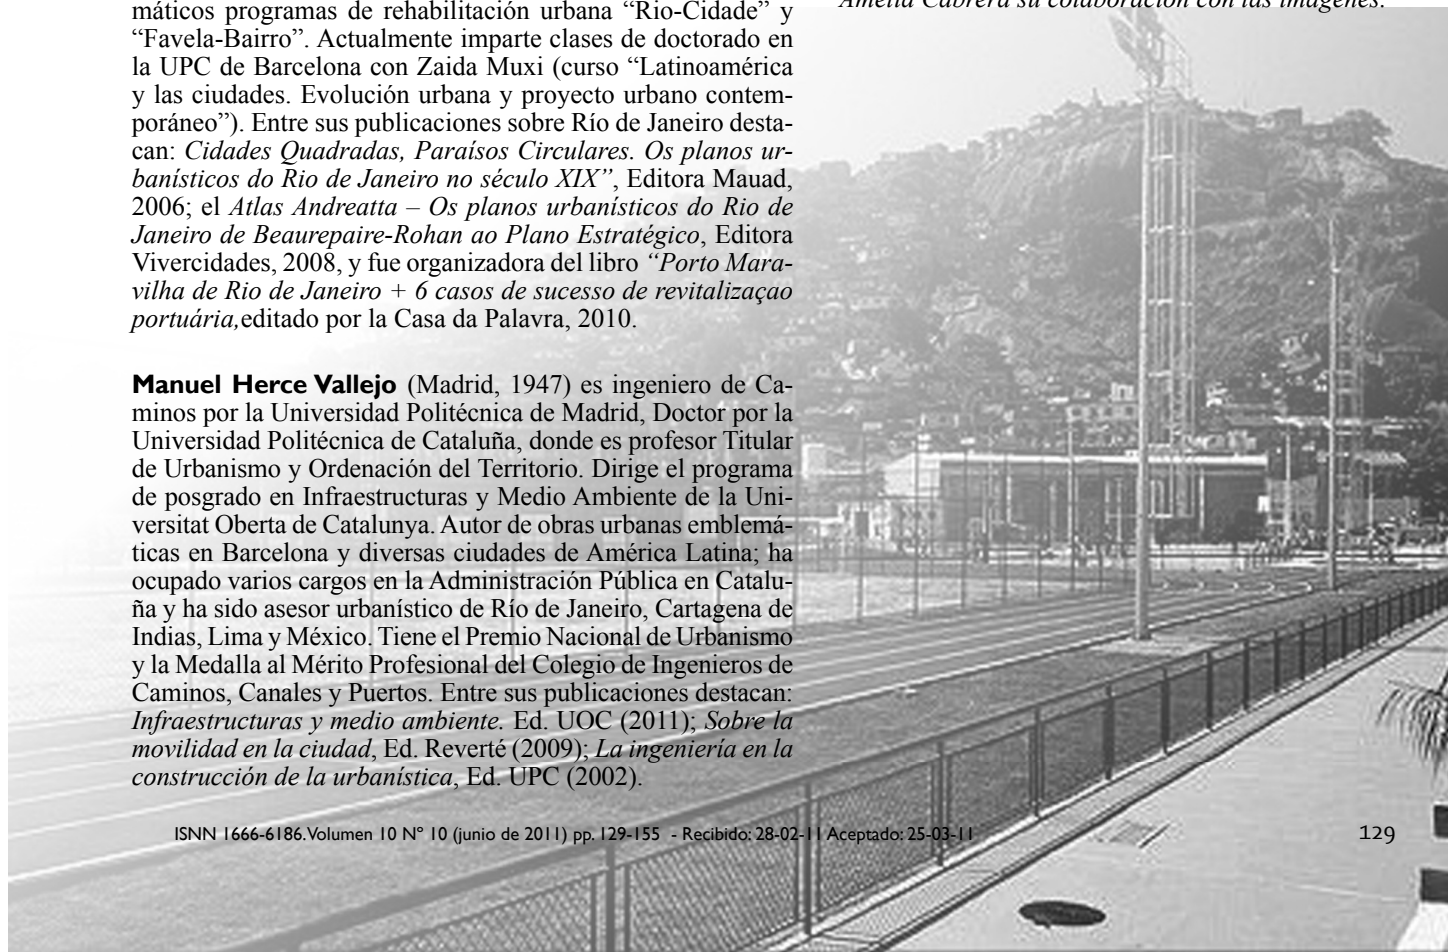 máticos programas de rehabilitación urbana “Rio-Cidade” y
“Favela-Bairro”. Actualmente imparte clases de doctorado en
la UPC de Barcelona con Zaida Muxi (curso “Latinoamérica
y las ciudades. Evolución urbana y proyecto urbano contem-
poráneo”). Entre sus publicaciones sobre Río de Janeiro desta-
can: Cidades Quadradas, Paraísos Circulares. Os planos ur-
banísticos do Rio de Janeiro no século XIX”, Editora Mauad,
2006; el Atlas Andreatta – Os planos urbanísticos do Rio de
Janeiro de Beaurepaire-Rohan ao Plano Estratégico, Editora
Vivercidades, 2008, y fue organizadora del libro “Porto Mara-
vilha de Rio de Janeiro + 6 casos de sucesso de revitalizaçao
portuária,editado por la Casa da Palavra, 2010.
Manuel Herce Vallejo (Madrid, 1947) es ingeniero de Ca-
minos por la Universidad Politécnica de Madrid, Doctor por la
Universidad Politécnica de Cataluña, donde es profesor Titular
de Urbanismo y Ordenación del Territorio. Dirige el programa
de posgrado en Infraestructuras y Medio Ambiente de la Uni-
versitat Oberta de Catalunya. Autor de obras urbanas emblemá-
ticas en Barcelona y diversas ciudades de América Latina; ha
ocupado varios cargos en la Administración Pública en Catalu-
ña y ha sido asesor urbanístico de Río de Janeiro, Cartagena de
Indias, Lima y México. Tiene el Premio Nacional de Urbanismo
y la Medalla al Mérito Profesional del Colegio de Ingenieros de
Caminos, Canales y Puertos. Entre sus publicaciones destacan:
Infraestructuras y medio ambiente. Ed. UOC (2011); Sobre la
movilidad en la ciudad, Ed. Reverté (2009); La ingeniería en la
construcción de la urbanística, Ed. UPC (2002).
Amelia Cabrera su colaboración con las imágenes.
ISNN 1666-6186. Volumen 10 Nº 10 (junio de 2011) pp. 129-155 - Recibido: 28-02-11 Aceptado: 25-03-11
129